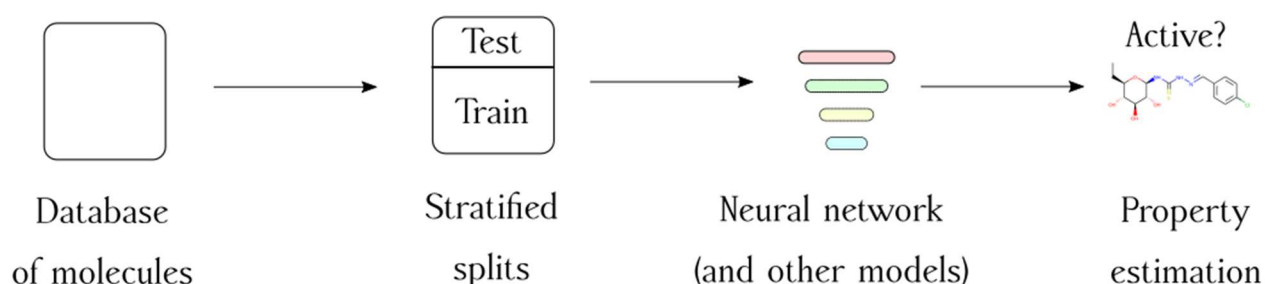 Test
Train
Active?
Database
of molecules
Stratified
splits
Neural network
(and other models)
Property
estimation